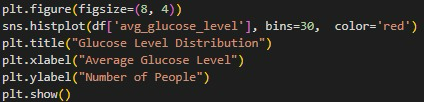 plt.figure(figsize=(8, 4))
sns.histplot(df['avg_glucose_level'], bins=30,  color='red')
plt.title("Glucose Level Distribution")
plt.xlabel("Average Glucose Level")
plt.ylabel("Number of People")
plt.show()